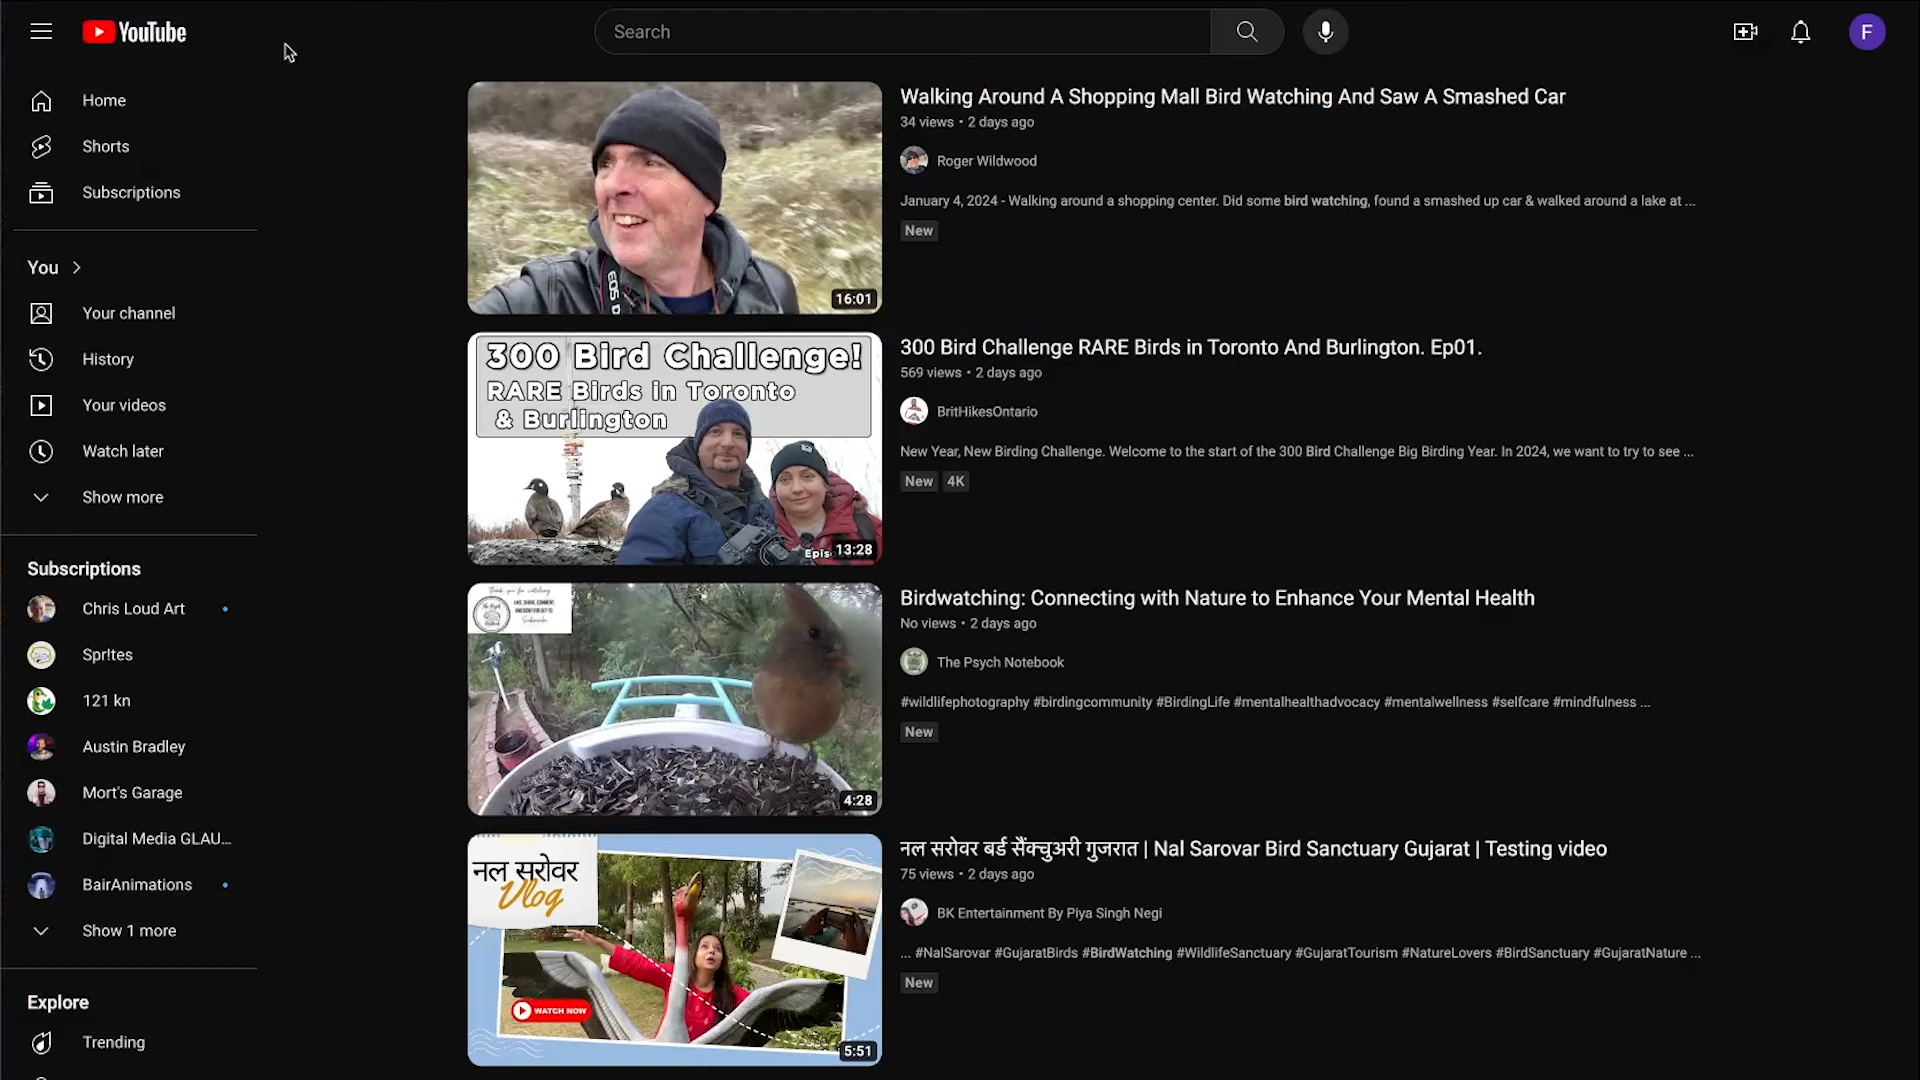 YouTube
Search
F
Home
Shorts
Subscriptions
You
Your channel
History
Your videos
Watch later
Show more
Subscriptions
Chris Loud Art
Spr!tes
121 kn
Austin Bradley
Mort's Garage
Digital Media GLAU...
BairAnimations
Show 1 more
Explore
Trending
EOS D
16:01
Walking Around A Shopping Mall Bird Watching And Saw A Smashed Car
34 views • 2 days ago
Roger Wildwood
January 4, 2024 - Walking around a shopping center. Did some bird watching, found a smashed up car & walked around a lake at ...
New
300 Bird Challenge!
RARE Birds in Toronto
& Burlington
Epis
13:28
300 Bird Challenge RARE Birds in Toronto And Burlington. Ep01.
569 views • 2 days ago
BritHikesOntario
New Year, New Birding Challenge. Welcome to the start of the 300 Bird Challenge Big Birding Year. In 2024, we want to try to see ...
New 4K
Thank you for watching
4:28
Birdwatching: Connecting with Nature to Enhance Your Mental Health
No views • 2 days ago
The Psych Notebook
#wildlifephotography #birdingcommunity #BirdingLife #mentalhealthadvocacy #mentalwellness #selfcare #mindfulness ...
New
नल सरोवर
Vlog
WATCH NOW
5:51
नल सरोवर बर्ड सैंक्चुअरी गुजरात | Nal Sarovar Bird Sanctuary Gujarat | Testing video
75 views • 2 days ago
BK Entertainment By Piya Singh Negi
... #NalSarovar #GujaratBirds #BirdWatching #WildlifeSanctuary #GujaratTourism #NatureLovers #BirdSanctuary #GujaratNature ...
New